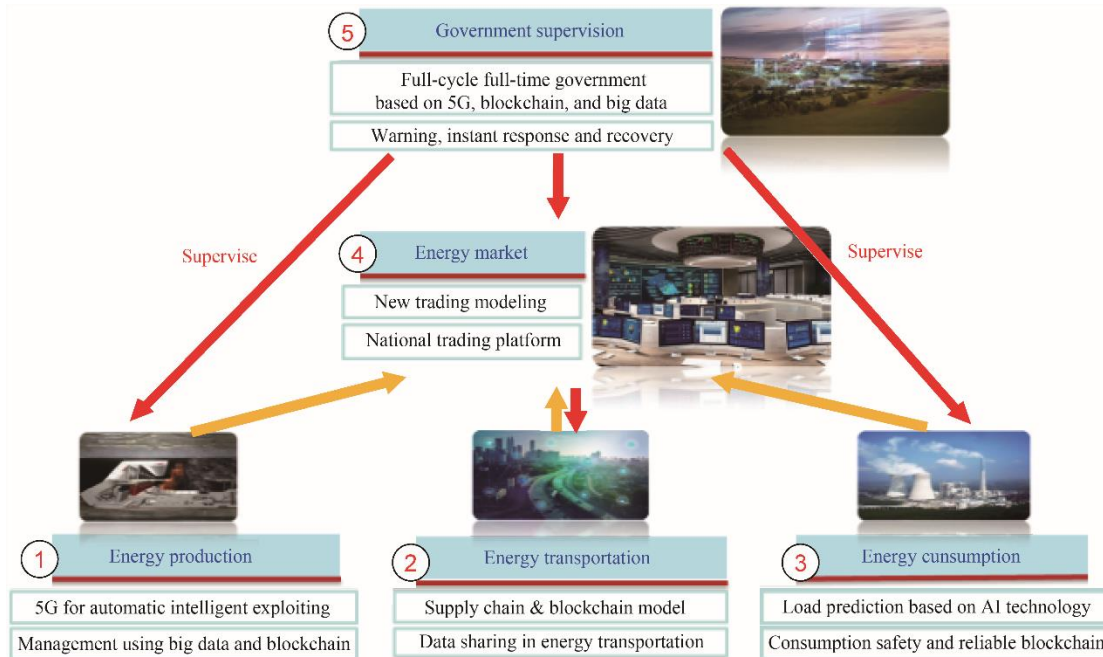 5
Government supervision
Full-cycle full-time government
based on 5G, blockchain, and big data
Warning, instant response and recovery
Supervise
Supervise
4
Energy market
New trading modeling
National trading platform
1
Energy production
5G for automatic intelligent exploiting
Management using big data and blockchain
2
Energy transportation
Supply chain & blockchain model
Data sharing in energy transportation
3
Energy cunsumption
Load prediction based on AI technology
Consumption safety and reliable blockchain